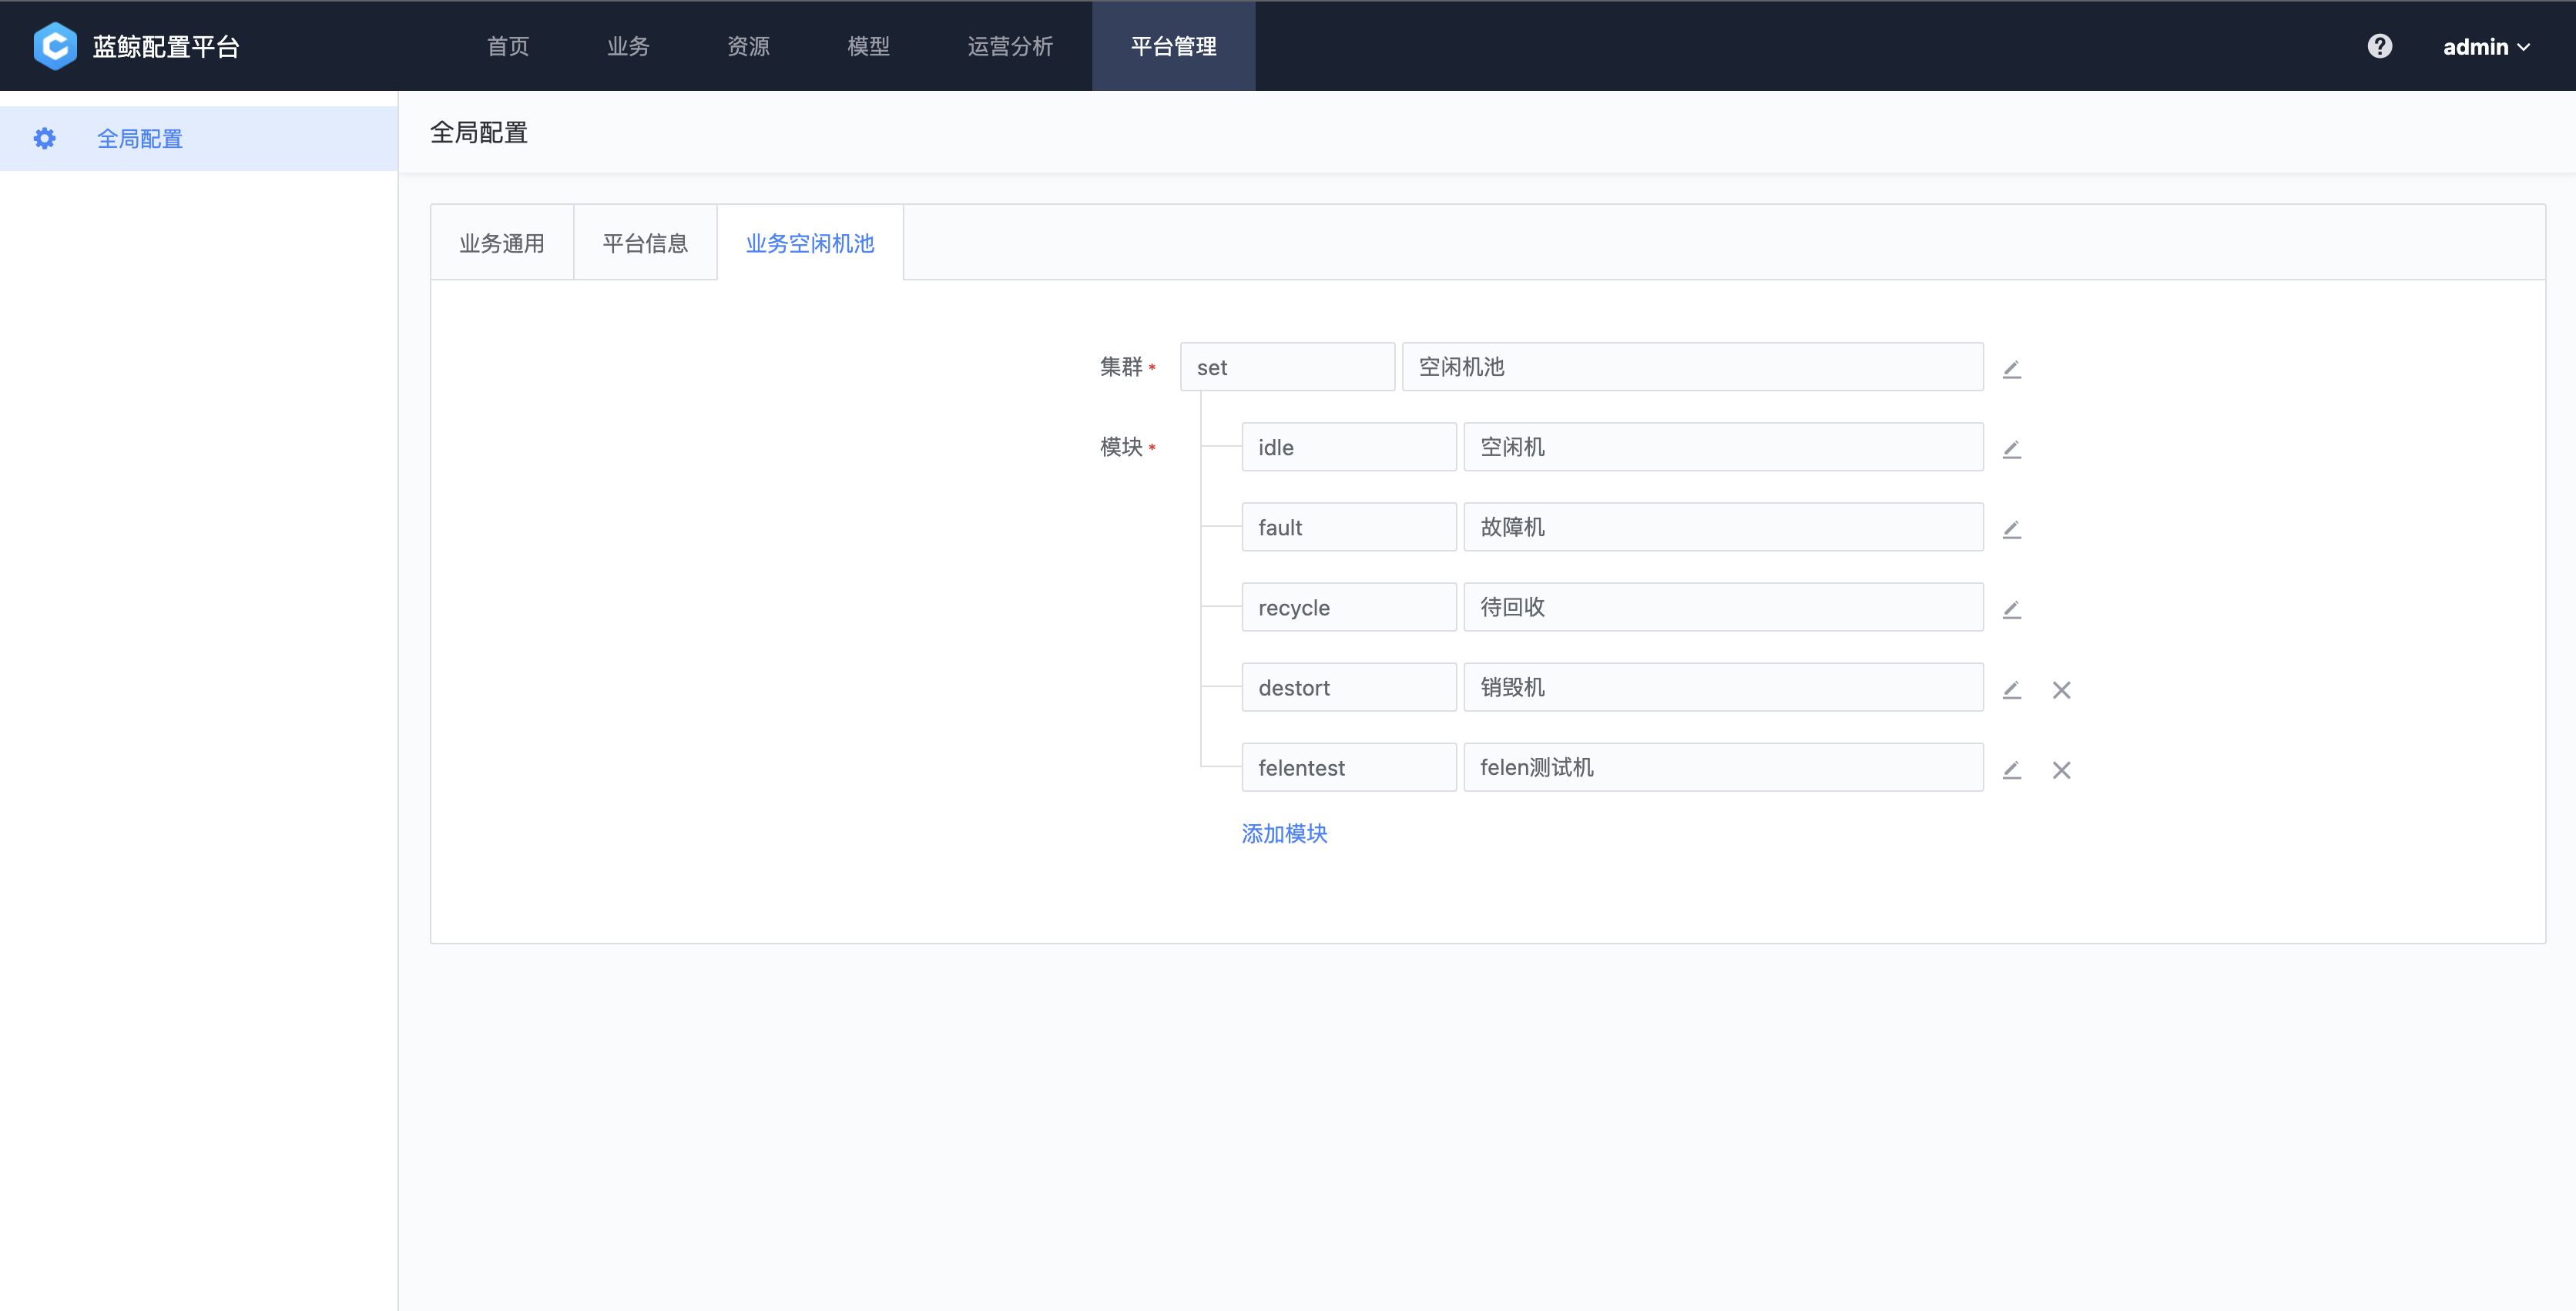 蓝鲸配置平台 首页 业务 资源 模型 运营分析 平台管理 admin
全局配置
全局配置
业务通用 平台信息 业务空闲机池
集群 * set 空闲机池
模块 * idle 空闲机
fault 故障机
recycle 待回收
destort 销毁机
felentest felen测试机
添加模块